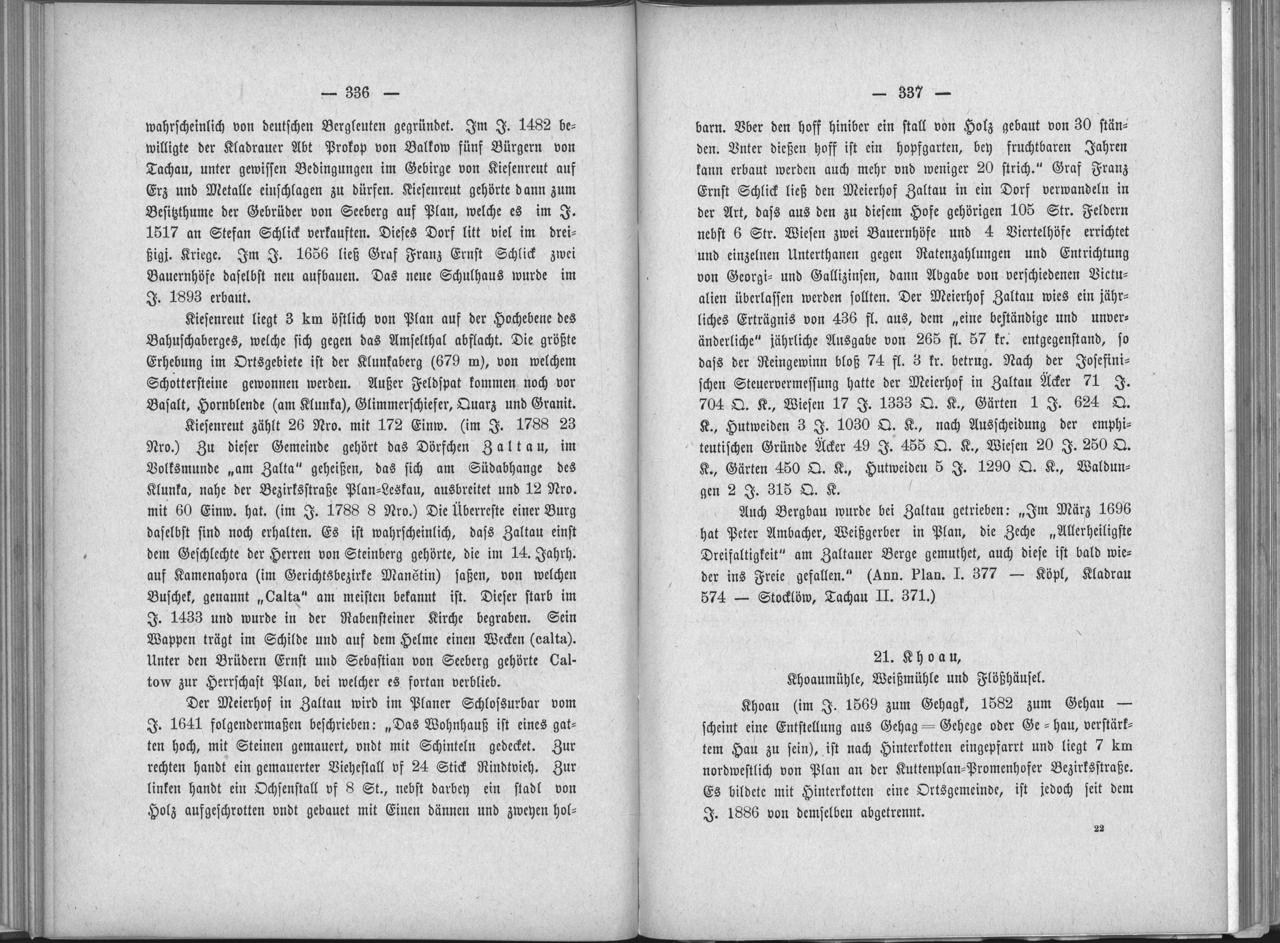 — 336 —
wahrscheinlich von deutschen Bergleuten gegründet. Im J. 1482 be-
willigte der Kladrauer Abt Prokop von Balkow fünf Bürgern von
Tachau, unter gewissen Bedingungen im Gebirge von Kiesenreut auf
Erz und Metalle einschlagen zu dürfen. Kiesenreut gehörte dann zum
Besitzthume der Gebrüder von Seeberg auf Plan, welche es im J.
1517 an Stefan Schlick verkauften. Dieses Dorf litt viel im drei-
ßigj. Kriege. Im J. 1656 ließ Graf Franz Ernst Schlick zwei
Bauernhöfe daselbst neu aufbauen. Das neue Schulhaus wurde im
J. 1893 erbaut.
Kiesenreut liegt 3 km östlich von Plan auf der Hochebene des
Bahuschaberges, welche sich gegen das Amselthal abflacht. Die größte
Erhebung im Ortsgebiete ist der Klunkaberg (679 m), von welchem
Schottersteine gewonnen werden. Außer Feldspat kommen noch vor
Basalt, Hornblende (am Klunka), Glimmerschiefer, Quarz und Granit.
Kiesenreut zählt 26 Nro. mit 172 Einw. (im J. 1788 23
Nro.) Zu dieser Gemeinde gehört das Dörfchen Zaltau, im
Volksmunde „am Zalta“ geheißen, das sich am Südabhange des
Klunka, nahe der Bezirksstraße Plan-Leskau, ausbreitet und 12 Nro.
mit 60 Einw. hat. (im J. 1788 8 Nro.) Die Überreste einer Burg
daselbst sind noch erhalten. Es ist wahrscheinlich, dass Zaltau einst
dem Geschlechte der Herren von Steinberg gehörte, die im 14. Jahrh.
auf Kamenahora (im Gerichtsbezirke Manĕtin) saßen, von welchen
Buschek, genannt „Calta“ am meisten bekannt ist. Dieser starb im
J. 1433 und wurde in der Rabensteiner Kirche begraben. Sein
Wappen trägt im Schilde und auf dem Helme einen Wecken (calta).
Unter den Brüdern Ernst und Sebastian von Seeberg gehörte Cal-
tow zur Herrschaft Plan, bei welcher es fortan verblieb.
Der Meierhof in Zaltau wird im Planer Schlossurbar vom
J. 1641 folgendermaßen beschrieben: „Das Wohnhauß ist eines gat-
ten hoch, mit Steinen gemauert, vndt mit Schinteln gedecket. Zur
rechten handt ein gemauerter Viehestall vf 24 Stick Rindtvieh. Zur
linken handt ein Ochsenstall vf 8 St., nebst darbey ein stadl von
Holz aufgeschrotten vndt gebauet mit Einen dännen und zweyen hol-
— 337 —
barn. Vber den hoff hiniber ein stall von Holz gebaut von 30 stän-
den. Vnter dießen hoff ist ein hopfgarten, bey fruchtbaren Jahren
kann erbaut werden auch mehr vnd weniger 20 strich.“ Graf Franz
Ernst Schlick ließ den Meierhof Zaltau in ein Dorf verwandeln in
der Art, dass aus den zu diesem Hofe gehörigen 105 Str. Feldern
nebst 6 Str. Wiesen zwei Bauernhöfe und 4 Viertelhöfe errichtet
und einzelnen Unterthanen gegen Ratenzahlungen und Entrichtung
von Georgi- und Gallizinsen, dann Abgabe von verschiedenen Victu-
alien überlassen werden sollten. Der Meierhof Zaltau wies ein jähr-
liches Erträgnis von 436 fl. aus, dem „eine beständige und unver-
änderliche“ jährliche Ausgabe von 265 fl. 57 kr. entgegenstand, so
dass der Reingewinn bloß 74 fl. 3 kr. betrug. Nach der Josefini-
schen Steuervermessung hatte der Meierhof in Zaltau Äcker 71 J.
704 Q. K., Wiesen 17 J. 1333 Q. K., Gärten 1 J. 624 Q.
K., Hutweiden 3 J. 1030 Q. K., nach Ausscheidung der emphi-
teutischen Gründe Äcker 49 J. 455 Q. K., Wiesen 20 J. 250 Q.
K., Gärten 450 Q. K., Hutweiden 5 J. 1290 Q. K., Waldun-
gen 2 J. 315 Q. K.
Auch Bergbau wurde bei Zaltau getrieben: „Im März 1696
hat Peter Ambacher, Weißgerber in Plan, die Zeche „Allerheiligste
Dreifaltigkeit“ am Zaltauer Berge gemuthet, auch diese ist bald wie-
der ins Freie gefallen.“ (Ann. Plan. I. 377 — Köpl, Kladrau
574 — Stocklöw, Tachau II. 371.)
21. Khoau,
Khoaumühle, Weißmühle und Flößhäusel.
Khoau (im J. 1569 zum Gehagk, 1582 zum Gehau —
scheint eine Entstellung aus Gehag = Gehege oder Ge-hau, verstärk-
tem Hau zu sein), ist nach Hinterkotten eingepfarrt und liegt 7 km
nordwestlich von Plan an der Kuttenplan-Promenhofer Bezirksstraße.
Es bildete mit Hinterkotten eine Ortsgemeinde, ist jedoch seit dem
J. 1886 von demselben abgetrennt.
22